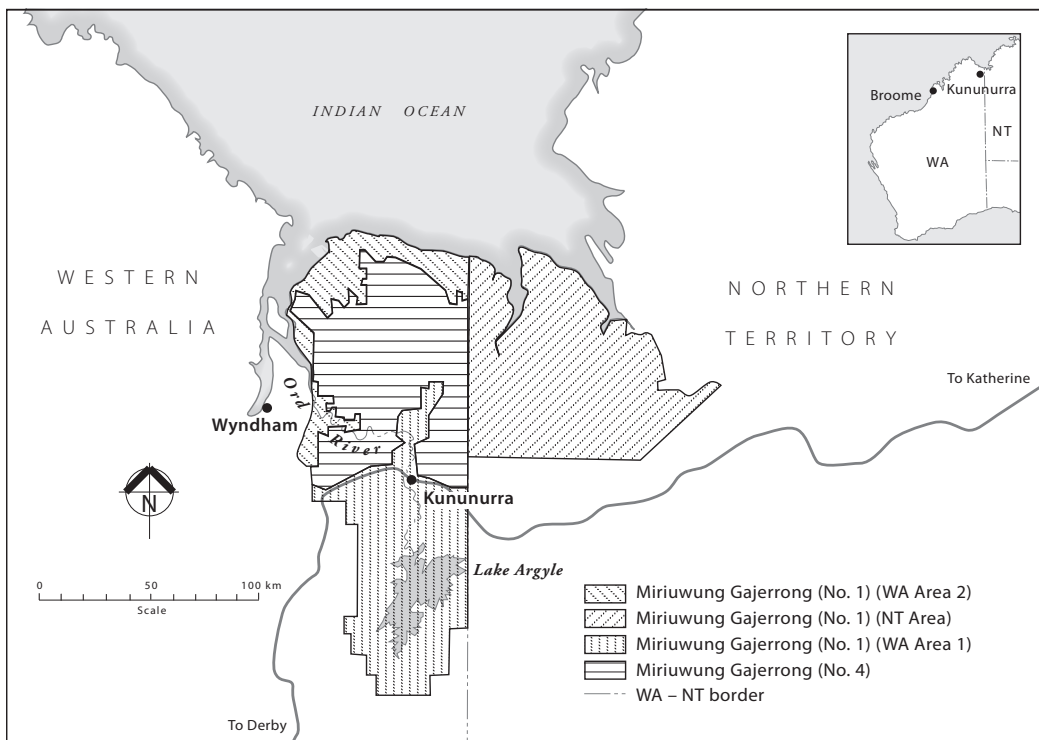 INDIAN OCEAN
Broome
Kununurra
NT
WA
WESTERN
AUSTRALIA
NORTHERN
TERRITORY
To Katherine
Ord
River
Wyndham
Kununurra
N
Lake Argyle
0 50 100 km
Scale
Miriuwung Gajerrong (No. 1) (WA Area 2)
Miriuwung Gajerrong (No. 1) (NT Area)
Miriuwung Gajerrong (No. 1) (WA Area 1)
Miriuwung Gajerrong (No. 4)
WA – NT border
To Derby